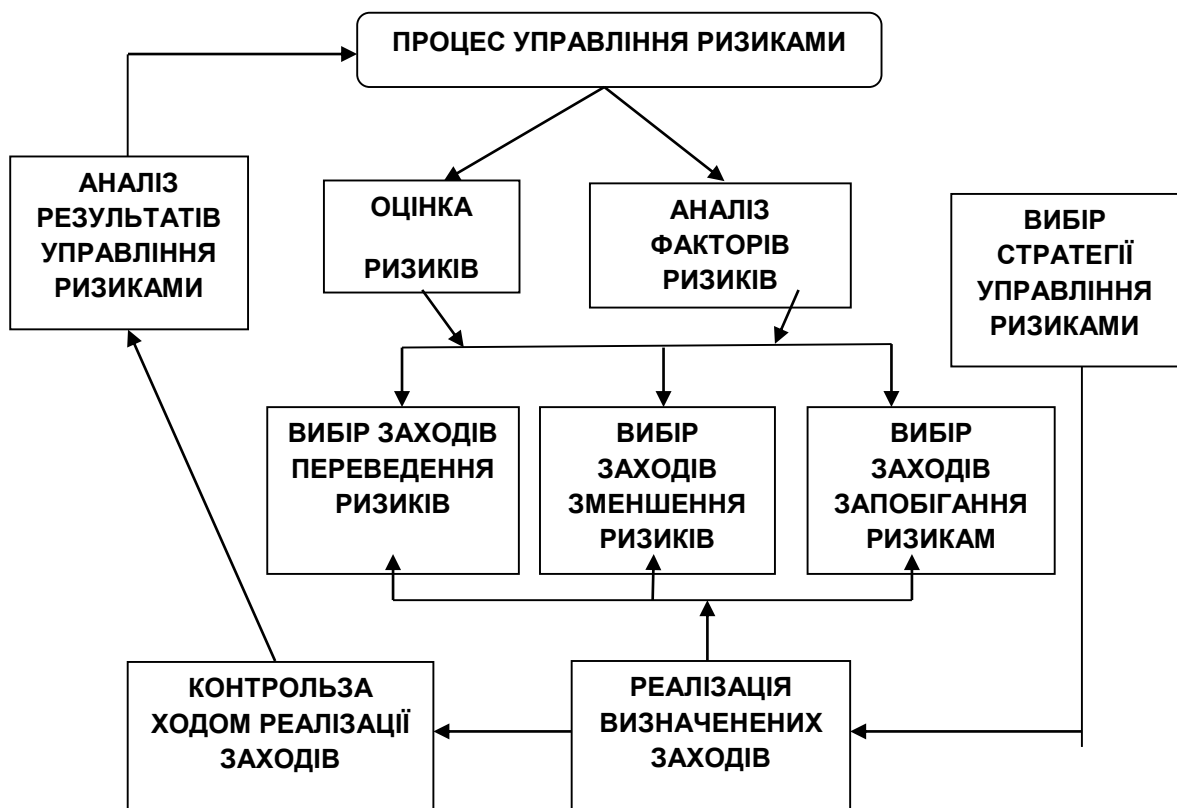 ПРОЦЕС УПРАВЛІННЯ РИЗИКАМИ
АНАЛІЗ
РЕЗУЛЬТАТІВ
УПРАВЛІННЯ
РИЗИКАМИ
ОЦІНКА
РИЗИКІВ
АНАЛІЗ
ФАКТОРІВ
РИЗИКІВ
ВИБІР
СТРАТЕГІЇ
УПРАВЛІННЯ
РИЗИКАМИ
ВИБІР ЗАХОДІВ
ПЕРЕВЕДЕННЯ
РИЗИКІВ
ВИБІР
ЗАХОДІВ
ЗМЕНШЕННЯ
РИЗИКІВ
ВИБІР
ЗАХОДІВ
ЗАПОБІГАННЯ
РИЗИКАМ
КОНТРОЛЬЗА
ХОДОМ РЕАЛІЗАЦІЇ
ЗАХОДІВ
РЕАЛІЗАЦІЯ
ВИЗНАЧЕНЕНИХ
ЗАХОДІВ